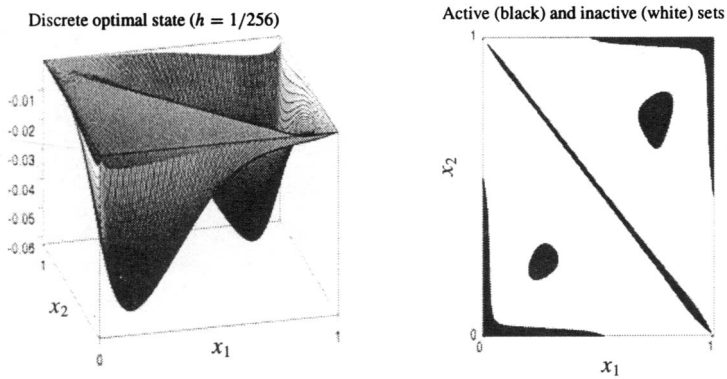 Discrete optimal state (h = 1/256)
-0.01
-0.02
-0.03
-0.04
-0.05
-0.06
1
x₂
0
x₁
1
Active (black) and inactive (white) sets
1
x₂
0
0
x₁
1